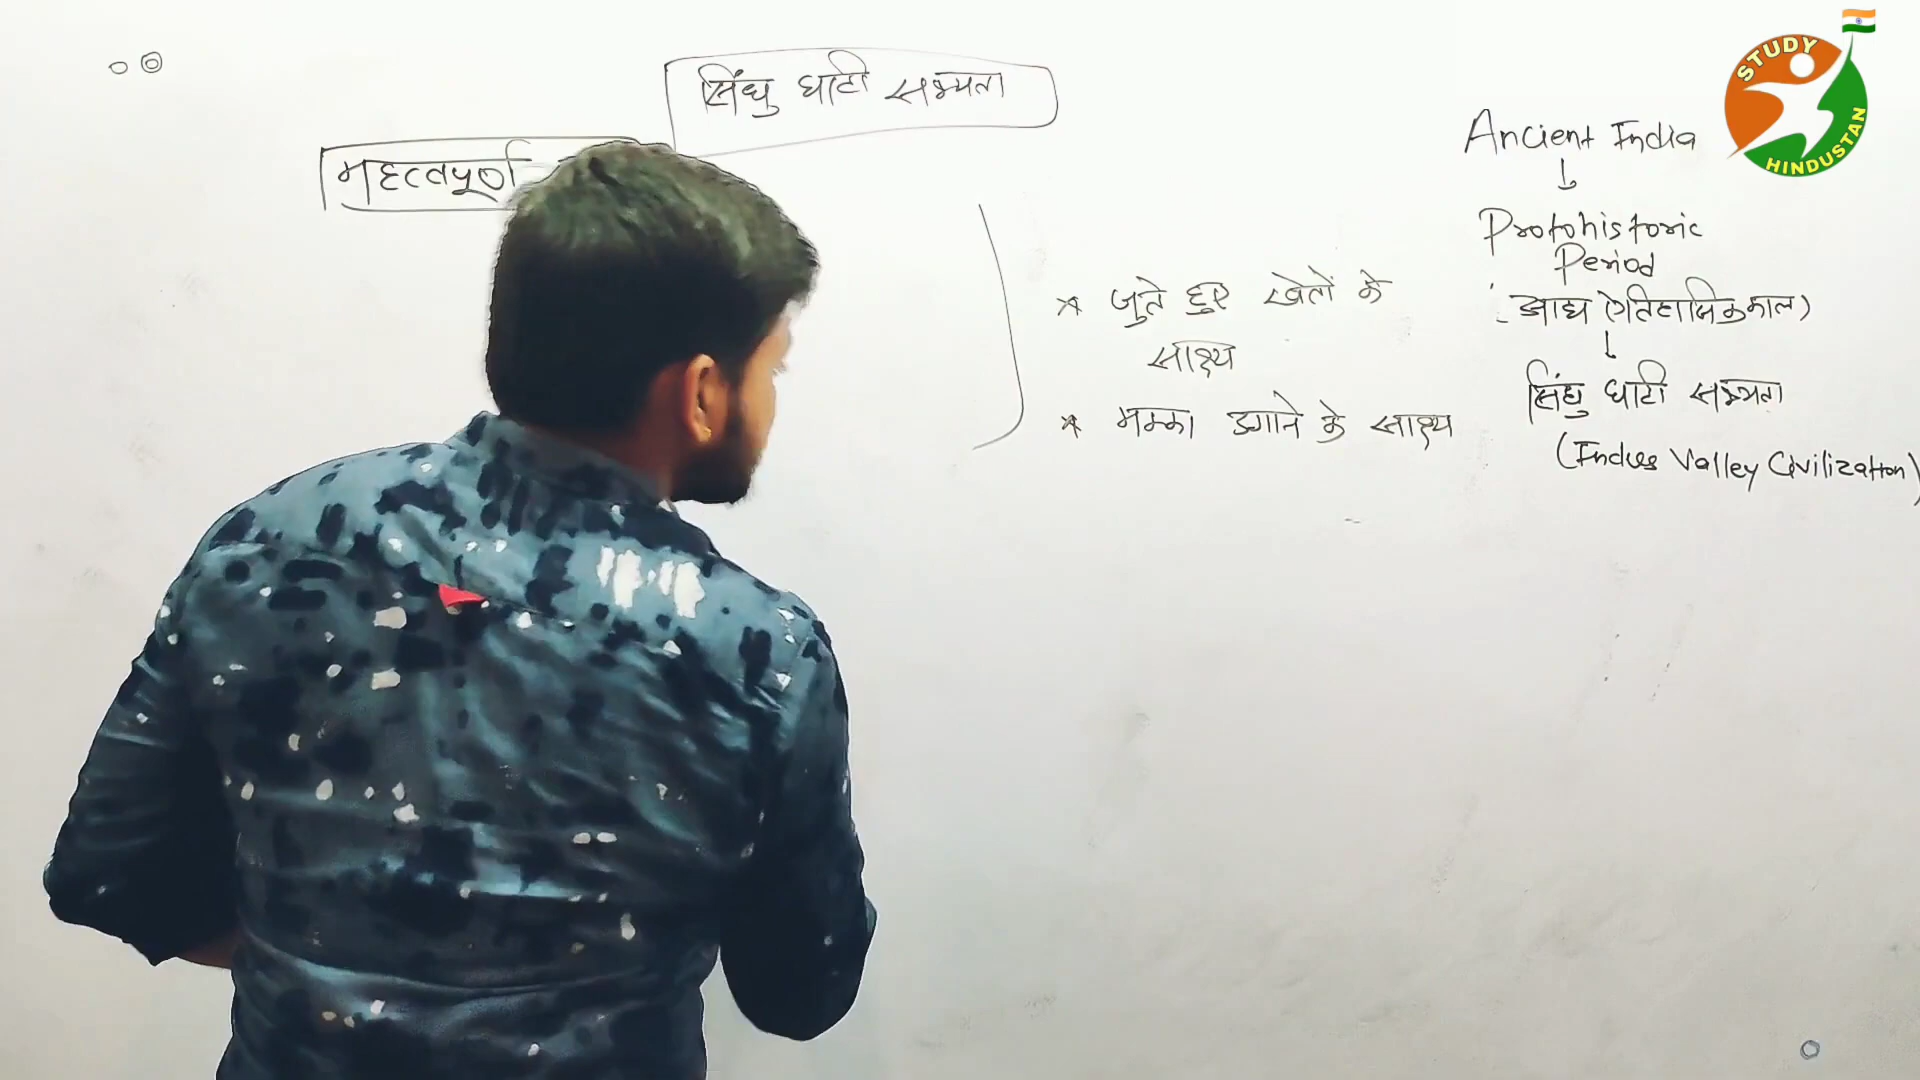 सिंधु घाटी सभ्यता
महत्वपूर्ण
* जुते हुए खेतों के
साक्ष्य
* मक्का उगाने के साक्ष्य
Ancient India
↓
Protohistoric
Period
(आद्य ऐतिहासिक काल)
↓
सिंधु घाटी सभ्यता
(Indus Valley Civilization)
STUDY
HINDUSTAN